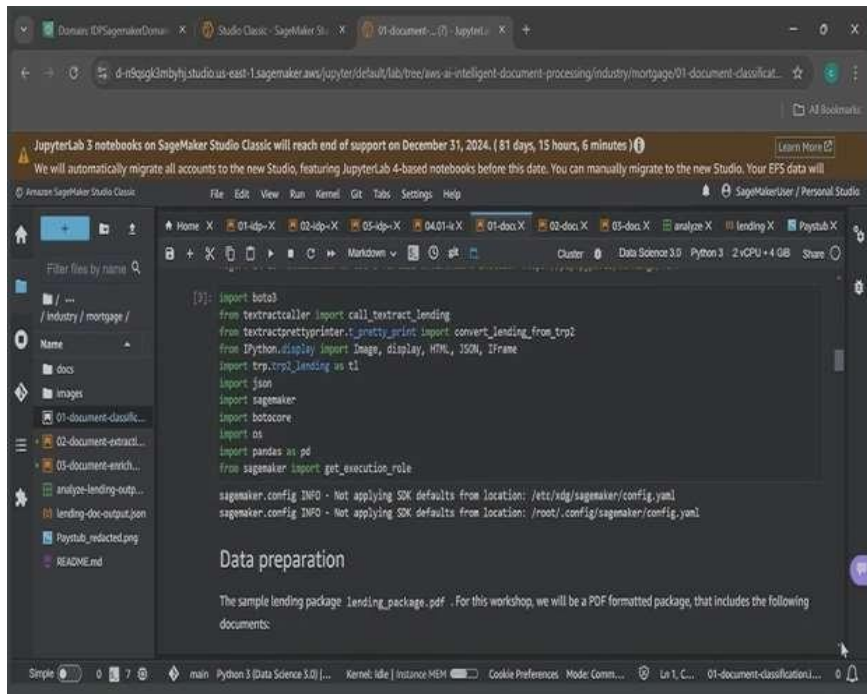 Domain: IDPSagemakerDomai
Studio Classic - SageMaker Stu
01-document-... (7) - JupyterL
d-n9qsgk3mbyhj.studio.us-east-1.sagemaker.aws/jupyter/default/lab/tree/aws-ai-intelligent-document-processing/industry/mortgage/01-document-classificat...
All Bookmarks
JupyterLab 3 notebooks on SageMaker Studio Classic will reach end of support on December 31, 2024. ( 81 days, 15 hours, 6 minutes )
Learn More
We will automatically migrate all accounts to the new Studio, featuring JupyterLab 4-based notebooks before this date. You can manually migrate to the new Studio. Your EFS data will
Amazon SageMaker Studio Classic File Edit View Run Kernel Git Tabs Settings Help SageMakerUser / Personal Studio
Home 01-idp- 02-idp- 03-idp- 04.01-i 01-doc 02-doc 03-doc analyze lending Paystub
Markdown git Cluster Data Science 3.0 Python 3 2 vCPU + 4 GB Share
Filter files by name
/ ...
/ industry / mortgage /
Name
docs
images
01-document-classific...
02-document-extracti...
03-document-enrich...
analyze-lending-outp...
lending-doc-output.json
Paystub_redacted.png
README.md
[3]: import boto3
from textractcaller import call_textract_lending
from textractprettyprinter.t_pretty_print import convert_lending_from_trp2
from IPython.display import Image, display, HTML, JSON, IFrame
import trp.trp2_lending as tl
import json
import sagemaker
import botocore
import os
import pandas as pd
from sagemaker import get_execution_role
sagemaker.config INFO - Not applying SDK defaults from location: /etc/xdg/sagemaker/config.yaml
sagemaker.config INFO - Not applying SDK defaults from location: /root/.config/sagemaker/config.yaml
Data preparation
The sample lending package lending_package.pdf . For this workshop, we will be a PDF formatted package, that includes the following
documents:
Simple 0 7 main Python 3 (Data Science 3.0) |... Kernel: Idle | Instance MEM Cookie Preferences Mode: Comm... Ln 1, C... 01-document-classification.i... 0